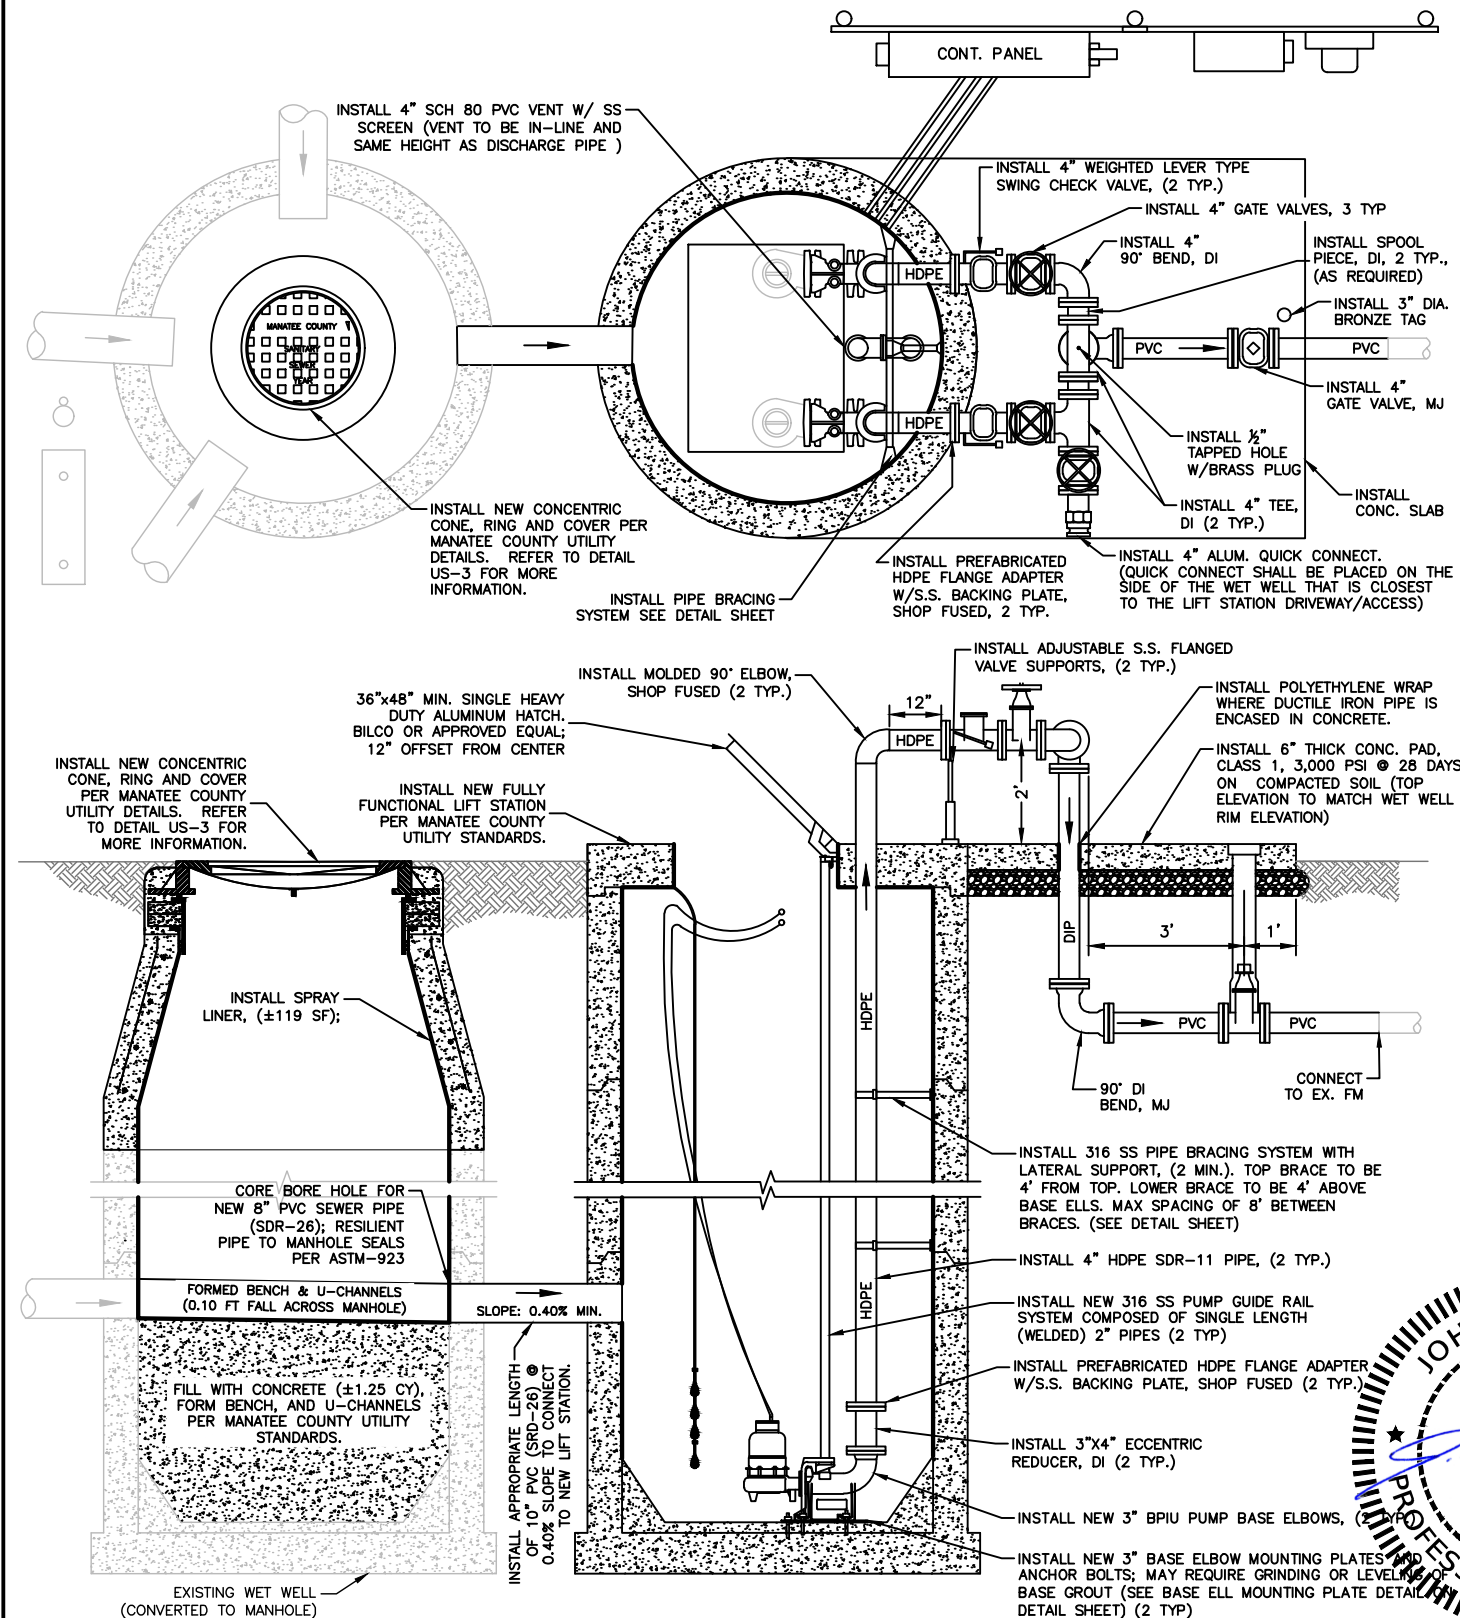 CONT. PANEL
INSTALL 4" SCH 80 PVC VENT W/ SS
SCREEN (VENT TO BE IN-LINE AND
SAME HEIGHT AS DISCHARGE PIPE )
INSTALL 4" WEIGHTED LEVER TYPE
SWING CHECK VALVE, (2 TYP.)
INSTALL 4" GATE VALVES, 3 TYP
INSTALL 4"
90° BEND, DI
INSTALL SPOOL
PIECE, DI, 2 TYP.,
(AS REQUIRED)
INSTALL 3" DIA.
BRONZE TAG
HDPE
PVC
PVC
MANATEE COUNTY
SANITARY
SEWER
YEAR
INSTALL 4"
GATE VALVE, MJ
HDPE
INSTALL ½"
TAPPED HOLE
W/BRASS PLUG
INSTALL
CONC. SLAB
INSTALL 4" TEE,
DI (2 TYP.)
INSTALL NEW CONCENTRIC
CONE, RING AND COVER PER
MANATEE COUNTY UTILITY
DETAILS. REFER TO DETAIL
US-3 FOR MORE
INFORMATION.
INSTALL PIPE BRACING
SYSTEM SEE DETAIL SHEET
INSTALL PREFABRICATED
HDPE FLANGE ADAPTER
W/S.S. BACKING PLATE,
SHOP FUSED, 2 TYP.
INSTALL 4" ALUM. QUICK CONNECT.
(QUICK CONNECT SHALL BE PLACED ON THE
SIDE OF THE WET WELL THAT IS CLOSEST
TO THE LIFT STATION DRIVEWAY/ACCESS)
INSTALL ADJUSTABLE S.S. FLANGED
VALVE SUPPORTS, (2 TYP.)
INSTALL MOLDED 90° ELBOW,
SHOP FUSED (2 TYP.)
36"x48" MIN. SINGLE HEAVY
DUTY ALUMINUM HATCH.
BILCO OR APPROVED EQUAL;
12" OFFSET FROM CENTER
12"
HDPE
2'
INSTALL POLYETHYLENE WRAP
WHERE DUCTILE IRON PIPE IS
ENCASED IN CONCRETE.
INSTALL 6" THICK CONC. PAD,
CLASS 1, 3,000 PSI @ 28 DAYS
ON COMPACTED SOIL (TOP
ELEVATION TO MATCH WET WELL
RIM ELEVATION)
INSTALL NEW CONCENTRIC
CONE, RING AND COVER
PER MANATEE COUNTY
UTILITY DETAILS. REFER
TO DETAIL US-3 FOR
MORE INFORMATION.
INSTALL NEW FULLY
FUNCTIONAL LIFT STATION
PER MANATEE COUNTY
UTILITY STANDARDS.
DIP
3'
1'
INSTALL SPRAY
LINER, (±119 SF);
HDPE
PVC
PVC
90° DI
BEND, MJ
CONNECT
TO EX. FM
INSTALL 316 SS PIPE BRACING SYSTEM WITH
LATERAL SUPPORT, (2 MIN.). TOP BRACE TO BE
4' FROM TOP. LOWER BRACE TO BE 4' ABOVE
BASE ELLS. MAX SPACING OF 8' BETWEEN
BRACES. (SEE DETAIL SHEET)
CORE BORE HOLE FOR
NEW 8" PVC SEWER PIPE
(SDR-26); RESILIENT
PIPE TO MANHOLE SEALS
PER ASTM-923
INSTALL 4" HDPE SDR-11 PIPE, (2 TYP.)
FORMED BENCH & U-CHANNELS
(0.10 FT FALL ACROSS MANHOLE)
SLOPE: 0.40% MIN.
HDPE
INSTALL NEW 316 SS PUMP GUIDE RAIL
SYSTEM COMPOSED OF SINGLE LENGTH
(WELDED) 2" PIPES (2 TYP)
INSTALL APPROPRIATE LENGTH
OF 10" PVC (SRD-26) @
0.40% SLOPE TO CONNECT
TO NEW LIFT STATION.
INSTALL PREFABRICATED HDPE FLANGE ADAPTER
W/S.S. BACKING PLATE, SHOP FUSED (2 TYP.)
FILL WITH CONCRETE (±1.25 CY),
FORM BENCH, AND U-CHANNELS
PER MANATEE COUNTY UTILITY
STANDARDS.
INSTALL 3"X4" ECCENTRIC
REDUCER, DI (2 TYP.)
INSTALL NEW 3" BPIU PUMP BASE ELBOWS, (2 TYP.)
INSTALL NEW 3" BASE ELBOW MOUNTING PLATES AND
ANCHOR BOLTS; MAY REQUIRE GRINDING OR LEVELING OF
BASE GROUT (SEE BASE ELL MOUNTING PLATE DETAIL ON
DETAIL SHEET) (2 TYP)
EXISTING WET WELL
(CONVERTED TO MANHOLE)
JOH
PROFES